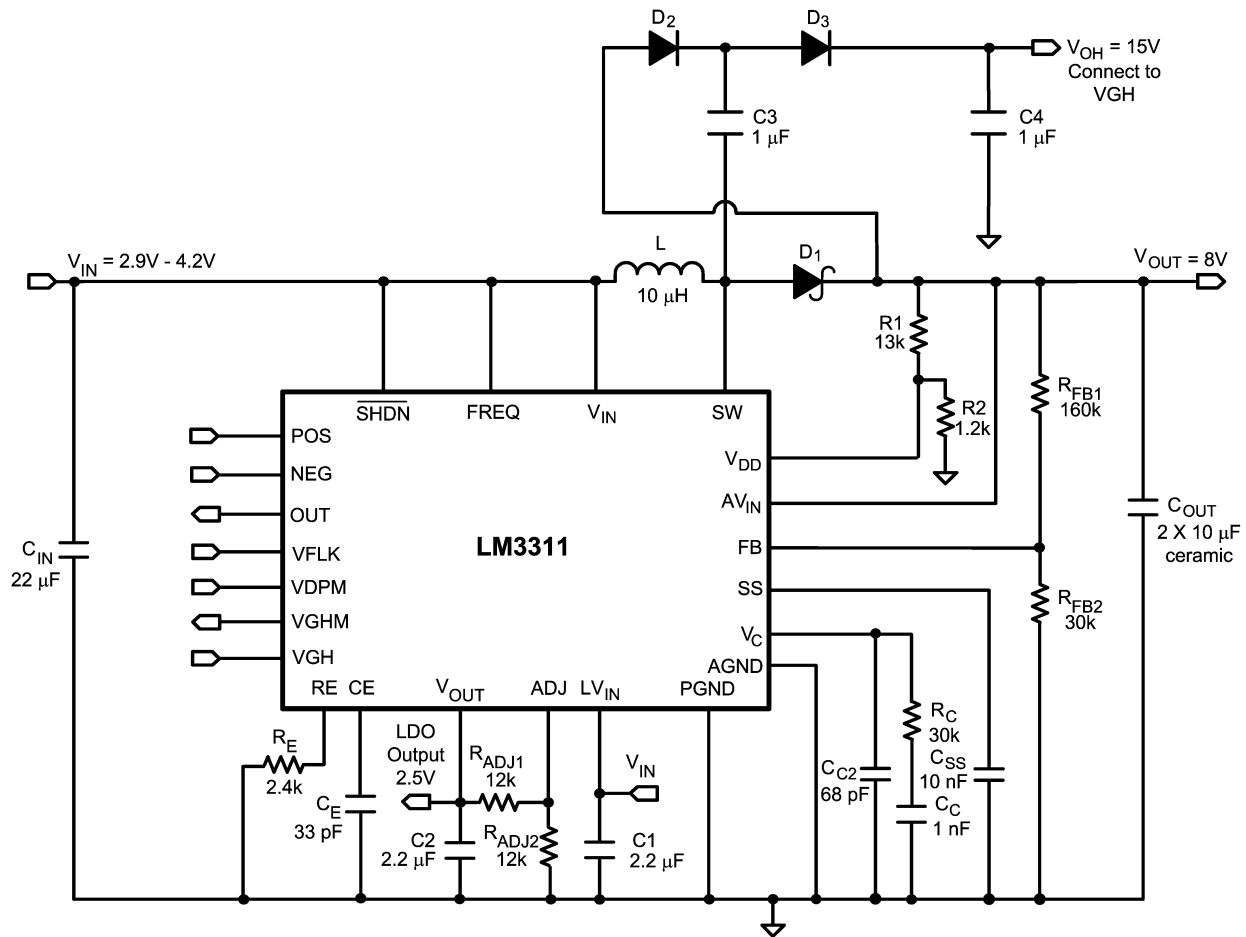 D2
D3
VOH = 15V
Connect to
VGH
C3
1 μF
C4
1 μF
VIN = 2.9V - 4.2V
L
10 μH
D1
VOUT = 8V
R1
13k
R2
1.2k
RFB1
160k
SHDN
FREQ
VIN
SW
POS
NEG
OUT
VFLK
VDPM
VGHM
VGH
LM3311
VDD
AVIN
FB
SS
VC
AGND
RE
CE
VOUT
ADJ
LVIN
PGND
CIN
22 μF
COUT
2 X 10 μF
ceramic
RFB2
30k
RE
2.4k
CE
33 pF
LDO
Output
2.5V
RADJ1
12k
C2
2.2 μF
RADJ2
12k
VIN
C1
2.2 μF
CC2
68 pF
RC
30k
CSS
10 nF
CC
1 nF